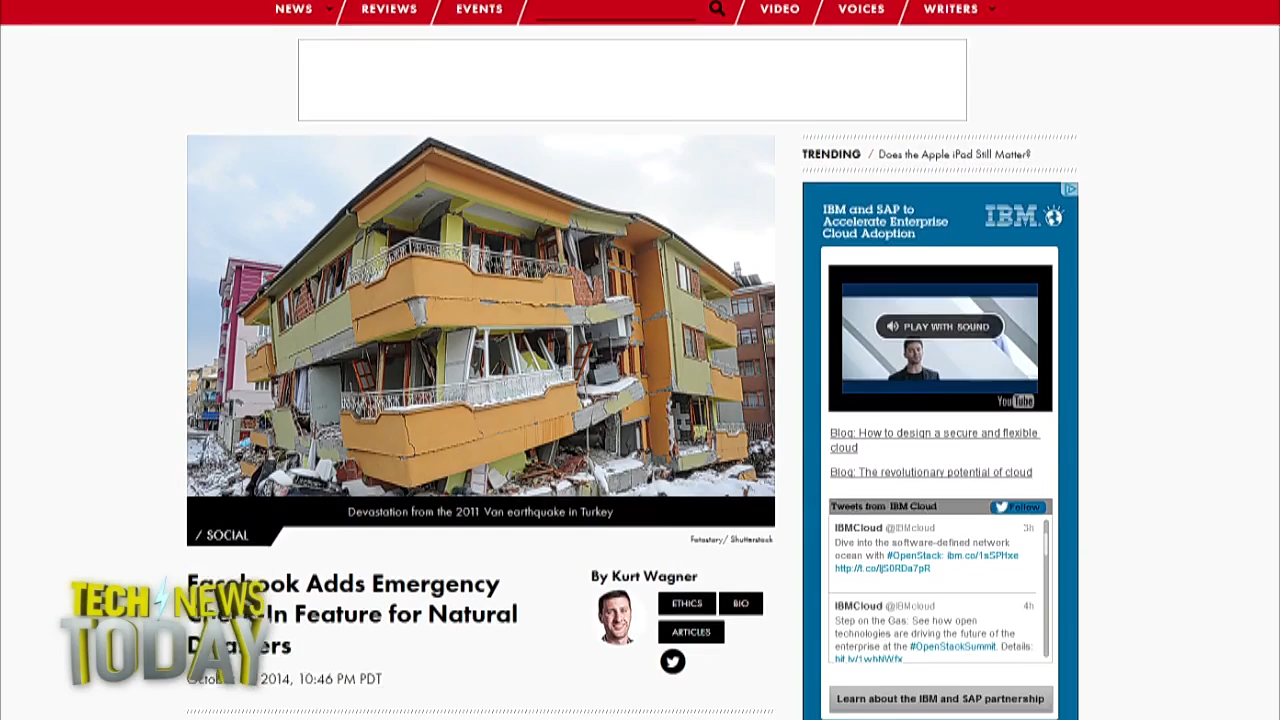 NEWS
REVIEWS
EVENTS
VIDEO
VOICES
WRITERS
TRENDING / Does the Apple iPad Still Matter?
IBM and SAP to
Accelerate Enterprise
Cloud Adoption
IBM
PLAY WITH SOUND
YouTube
Blog: How to design a secure and flexible
cloud
Blog: The revolutionary potential of cloud
Tweets from IBM Cloud
Follow
IBMCloud @IBMcloud 3h
Dive into the software-defined network
ocean with #OpenStack: ibm.co/1sSPHxe
IBMCloud @IBMcloud 4h
Step on the Gas: See how open
technologies are driving the future of the
enterprise at the #OpenStackSummit. Details:
Learn about the IBM and SAP partnership
Devastation from the 2011 Van earthquake in Turkey
/ SOCIAL
Fotostory/ Shutterstock
Facebook Adds Emergency
In Feature for Natural
By Kurt Wagner
ETHICS
BIO
ARTICLES
2014, 10:46 PM PDT
TECH NEWS
TODAY